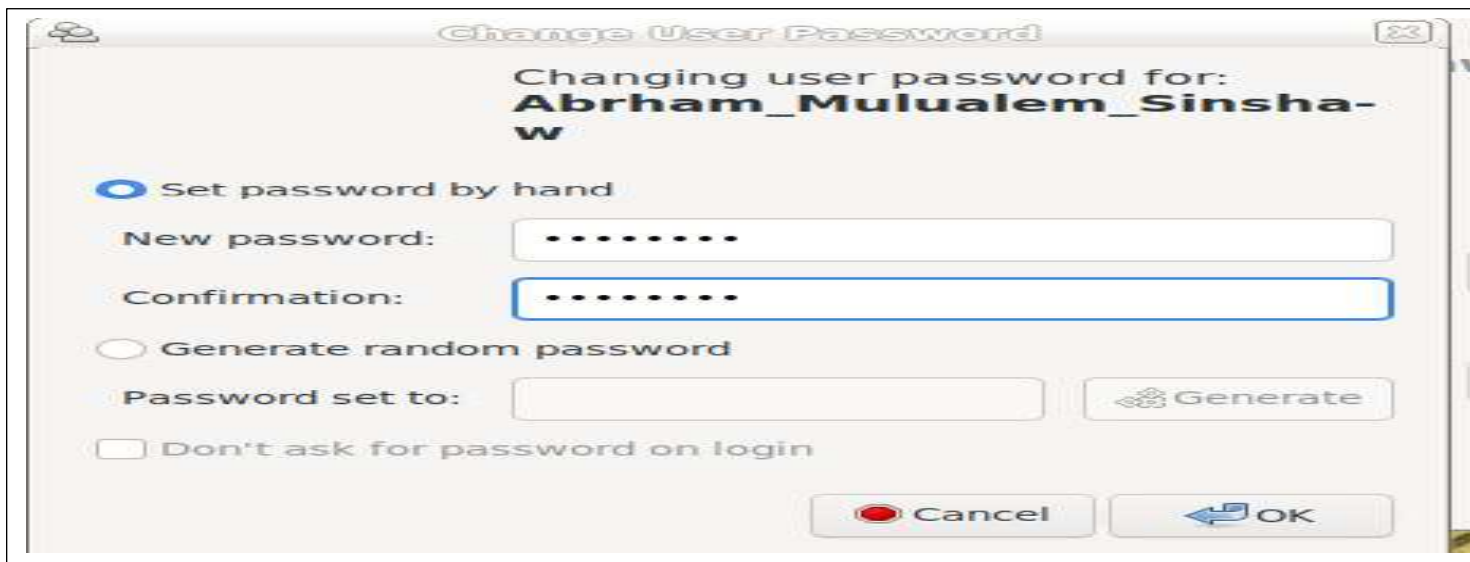 Change User Password
Changing user password for:
Abrham_Mulualem_Sinsha-
w
Set password by hand
New password: ••••••••
Confirmation: ••••••••
Generate random password
Password set to: Generate
Don't ask for password on login
Cancel OK